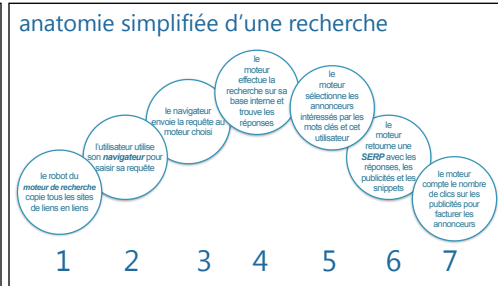 anatomie simplifiée d'une recherche
le robot du
moteur de recherche
copie tous les sites
de liens en liens
l'utilisateur utilise
son navigateur pour
saisir sa requête
le navigateur
envoie la requête au
moteur choisi
le
moteur
effectue la
recherche sur sa
base interne et
trouve les
réponses
le
moteur
sélectionne les
annonceurs
intéressés par les
mots clés et cet
utilisateur
le
moteur
retourne une
SERP avec les
réponses, les
publicités et les
snippets
le moteur
compte le nombre
de clics sur les
publicités pour
facturer les
annonceurs
1 2 3 4 5 6 7